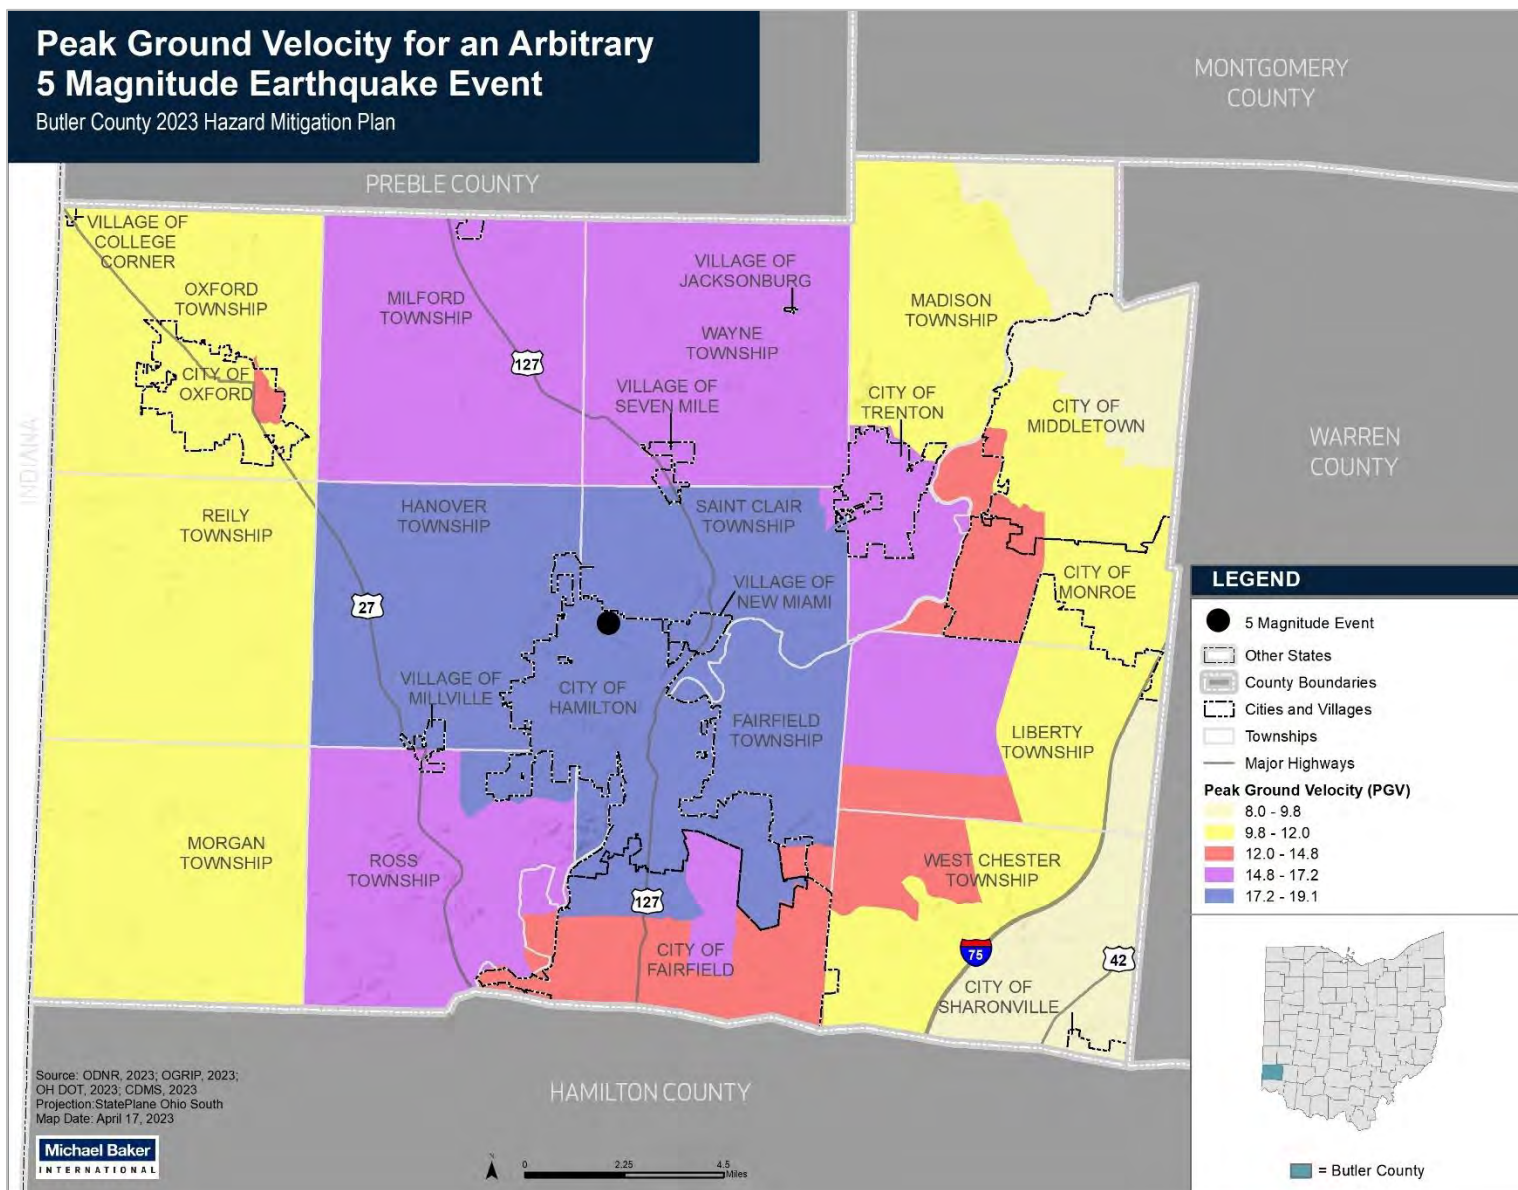 Peak Ground Velocity for an Arbitrary
5 Magnitude Earthquake Event
Butler County 2023 Hazard Mitigation Plan
MONTGOMERY
COUNTY
PREBLE COUNTY
VILLAGE OF
COLLEGE
CORNER
OXFORD
TOWNSHIP
CITY OF
OXFORD
MILFORD
TOWNSHIP
127
VILLAGE OF
JACKSONBURG
WAYNE
TOWNSHIP
VILLAGE OF
SEVEN MILE
MADISON
TOWNSHIP
CITY OF
TRENTON
CITY OF
MIDDLETOWN
WARREN
COUNTY
INDIANA
REILY
TOWNSHIP
HANOVER
TOWNSHIP
SAINT CLAIR
TOWNSHIP
27
VILLAGE OF
NEW MIAMI
CITY OF
MONROE
VILLAGE OF
MILLVILLE
CITY OF
HAMILTON
FAIRFIELD
TOWNSHIP
LIBERTY
TOWNSHIP
MORGAN
TOWNSHIP
ROSS
TOWNSHIP
127
CITY OF
FAIRFIELD
WEST CHESTER
TOWNSHIP
75
42
CITY OF
SHARONVILLE
HAMILTON COUNTY
LEGEND
5 Magnitude Event
Other States
County Boundaries
Cities and Villages
Townships
Major Highways
Peak Ground Velocity (PGV)
8.0 - 9.8
9.8 - 12.0
12.0 - 14.8
14.8 - 17.2
17.2 - 19.1
= Butler County
Source: ODNR, 2023; OGRIP, 2023;
OH DOT, 2023; CDMS, 2023
Projection:StatePlane Ohio South
Map Date: April 17, 2023
Michael Baker
INTERNATIONAL
N
0 2.25 4.5
Miles